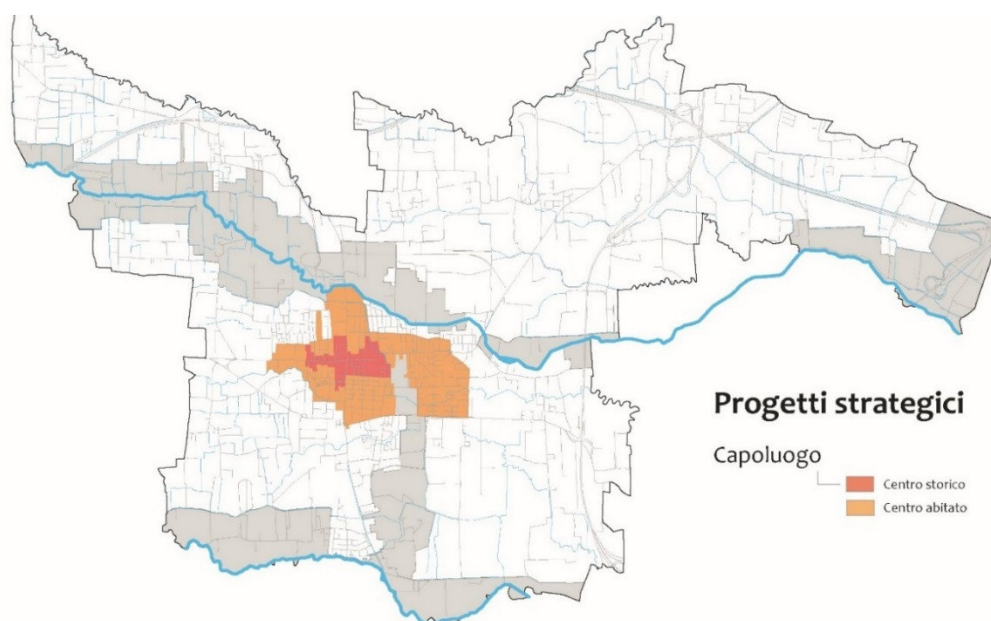 Progetti strategici
Capoluogo
Centro storico
Centro abitato